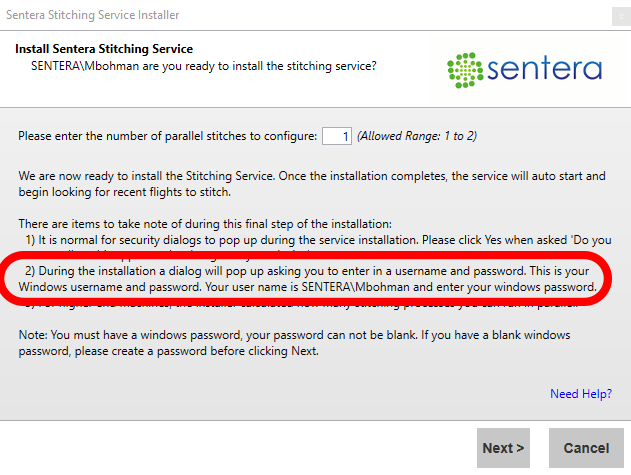 Sentera Stitching Service Installer
Install Sentera Stitching Service
SENTERA\Mbohman are you ready to install the stitching service?
sentera
Please enter the number of parallel stitches to configure: 1 (Allowed Range: 1 to 2)
We are now ready to install the Stitching Service. Once the installation completes, the service will auto start and
begin looking for recent flights to stitch.
There are items to take note of during this final step of the installation:
1) It is normal for security dialogs to pop up during the service installation. Please click Yes when asked 'Do you
2) During the installation a dialog will pop up asking you to enter in a username and password. This is your
Windows username and password. Your user name is SENTERA\Mbohman and enter your windows password.
Note: You must have a windows password, your password can not be blank. If you have a blank windows
password, please create a password before clicking Next.
Need Help?
Next >
Cancel